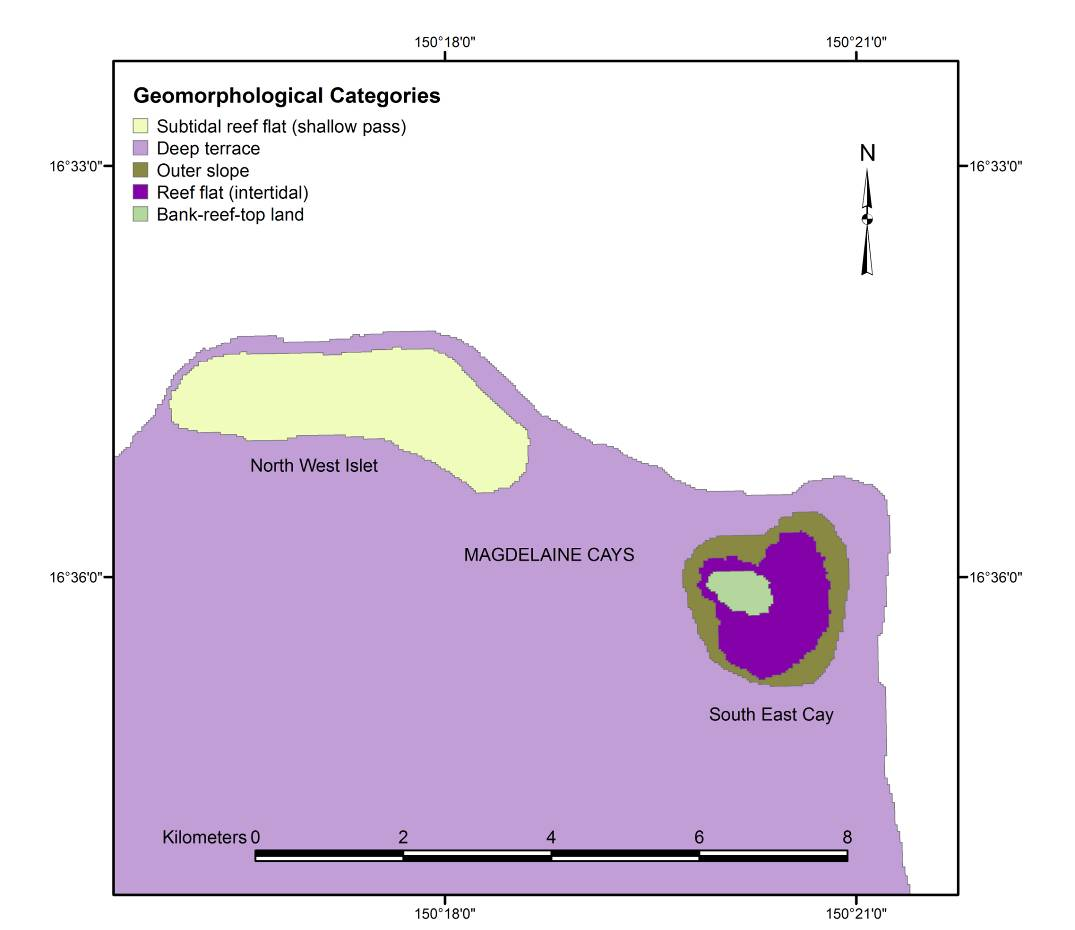 150°18'0" 150°21'0"
Geomorphological Categories
Subtidal reef flat (shallow pass)
Deep terrace
Outer slope
Reef flat (intertidal)
Bank-reef-top land
N
16°33'0" 16°33'0"
North West Islet
MAGDELAINE CAYS
16°36'0" 16°36'0"
South East Cay
Kilometers 0 2 4 6 8
150°18'0" 150°21'0"